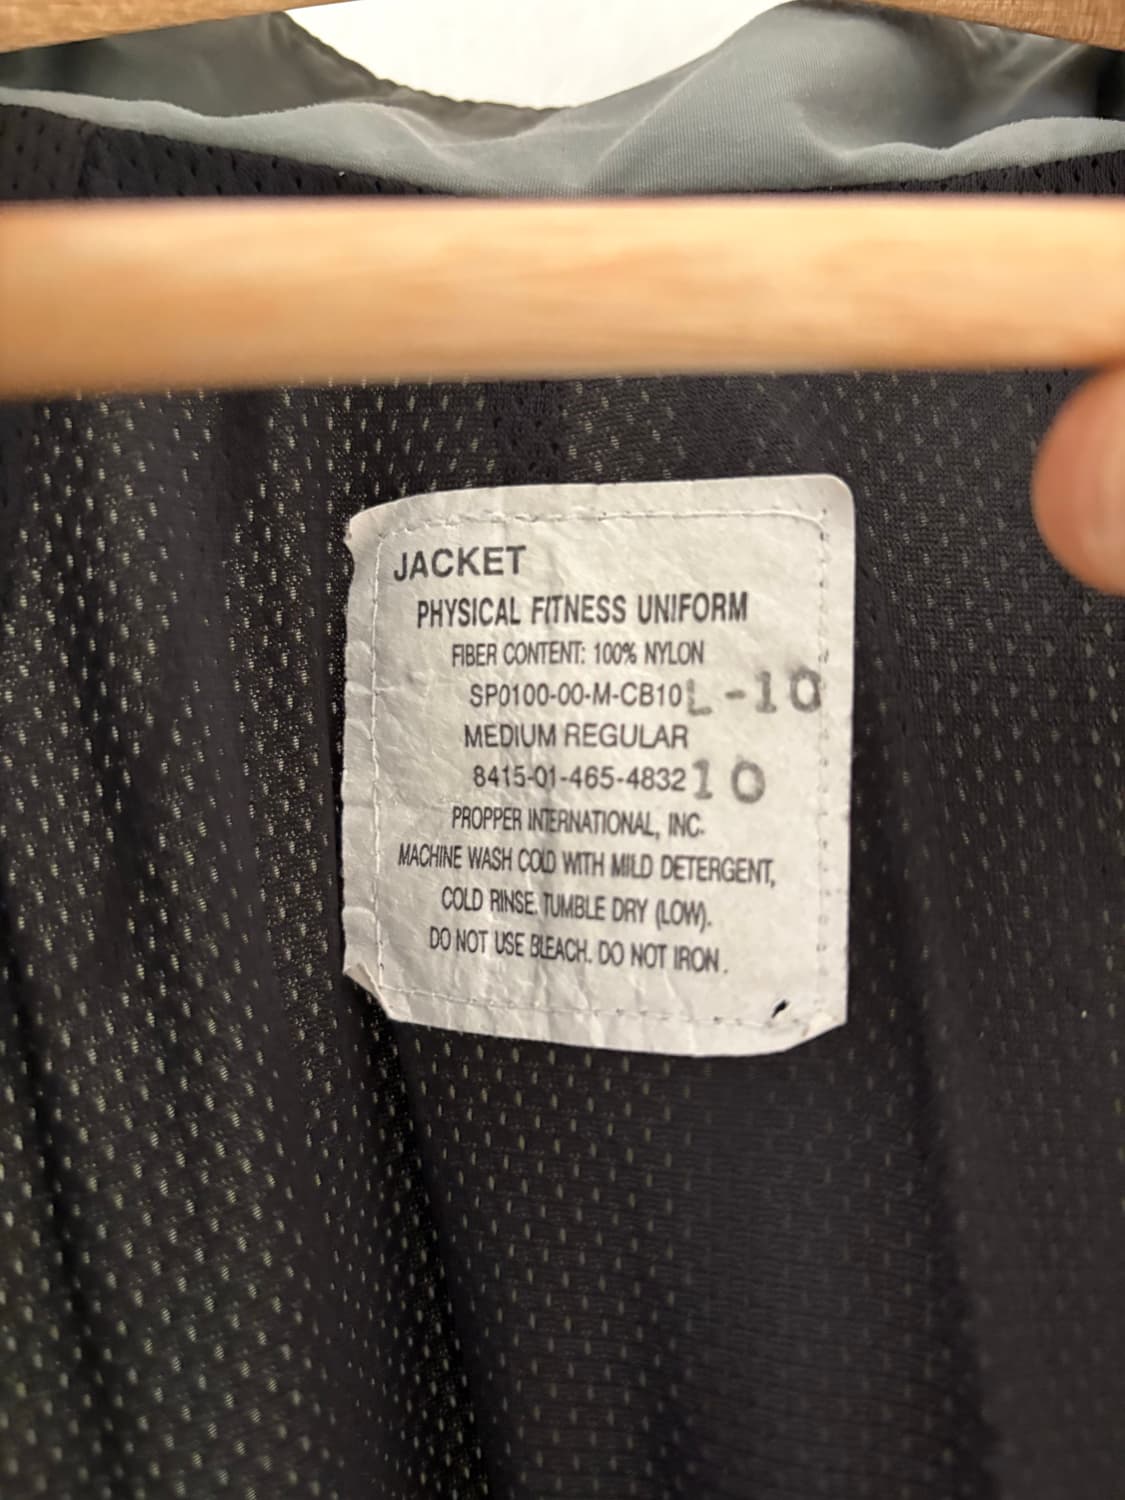 JACKET
PHYSICAL FITNESS UNIFORM
FIBER CONTENT: 100% NYLON
SP0100-00-M-CB10 L-10
MEDIUM REGULAR
8415-01-465-4832 10
PROPPER INTERNATIONAL, INC.
MACHINE WASH COLD WITH MILD DETERGENT,
COLD RINSE. TUMBLE DRY (LOW).
DO NOT USE BLEACH. DO NOT IRON.